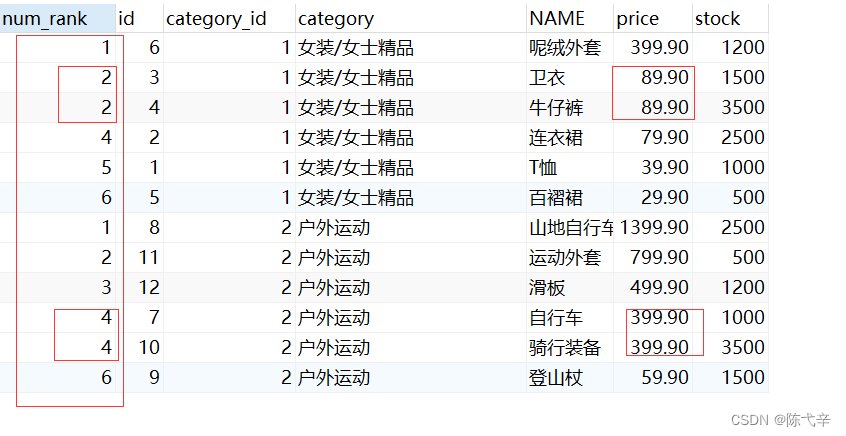 num_rank id category_id category NAME price stock
1 6 1 女装/女士精品 呢绒外套 399.90 1200
2 3 1 女装/女士精品 卫衣 89.90 1500
2 4 1 女装/女士精品 牛仔裤 89.90 3500
4 2 1 女装/女士精品 连衣裙 79.90 2500
5 1 1 女装/女士精品 T恤 39.90 1000
6 5 1 女装/女士精品 百褶裙 29.90 500
1 8 2 户外运动 山地自行车 1399.90 2500
2 11 2 户外运动 运动外套 799.90 500
3 12 2 户外运动 滑板 499.90 1200
4 7 2 户外运动 自行车 399.90 1000
4 10 2 户外运动 骑行装备 399.90 3500
6 9 2 户外运动 登山杖 59.90 1500
CSDN @陈弋辛